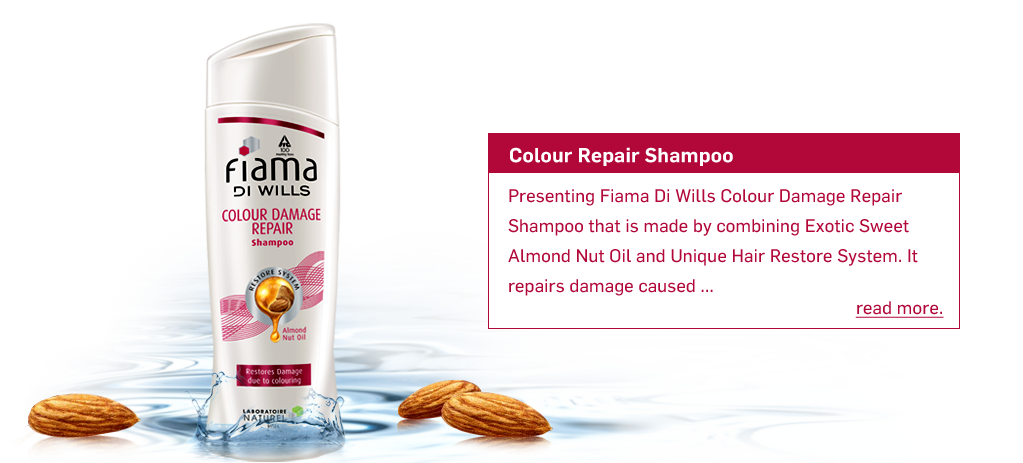 fiama
DI WILLS
COLOUR DAMAGE
REPAIR
Shampoo
RESTORE SYSTEM
Almond
Nut Oil
Restores Damage
due to colouring
LABORATOIRE
NATUREL
Colour Repair Shampoo
Presenting Fiama Di Wills Colour Damage Repair
Shampoo that is made by combining Exotic Sweet
Almond Nut Oil and Unique Hair Restore System. It
repairs damage caused ...
read more.